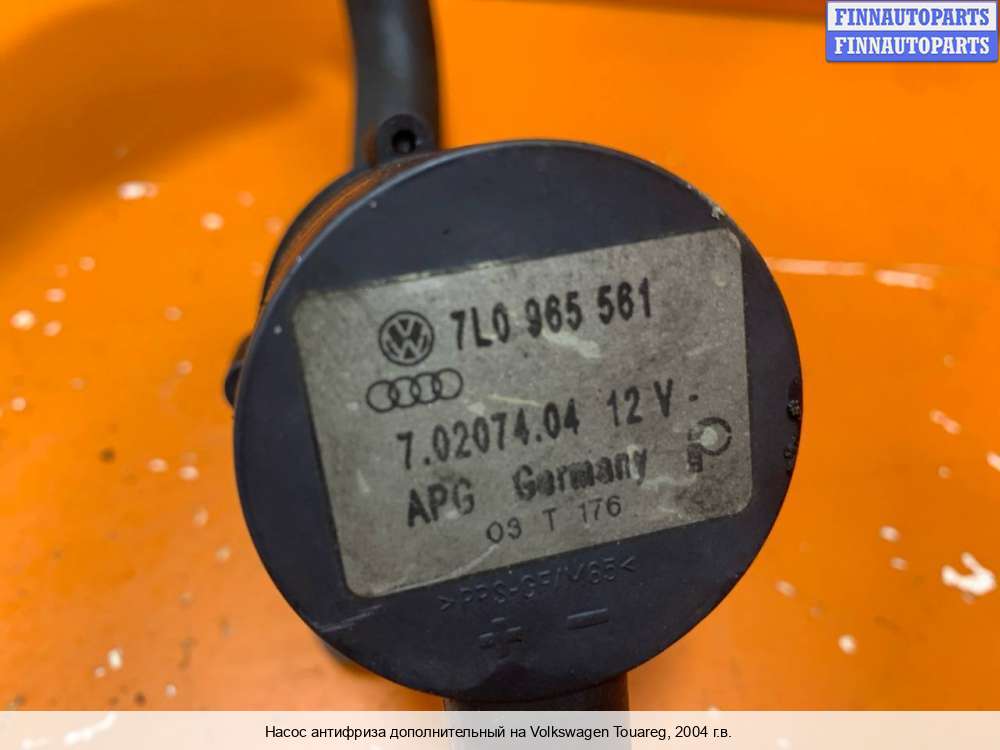 FINNAUTOPARTS
FINNAUTOPARTS
7L0 965 561
7.02074.04 12 V -
APG Germany
03 T 176
+ −
Насос антифриза дополнительный на Volkswagen Touareg, 2004 г.в.